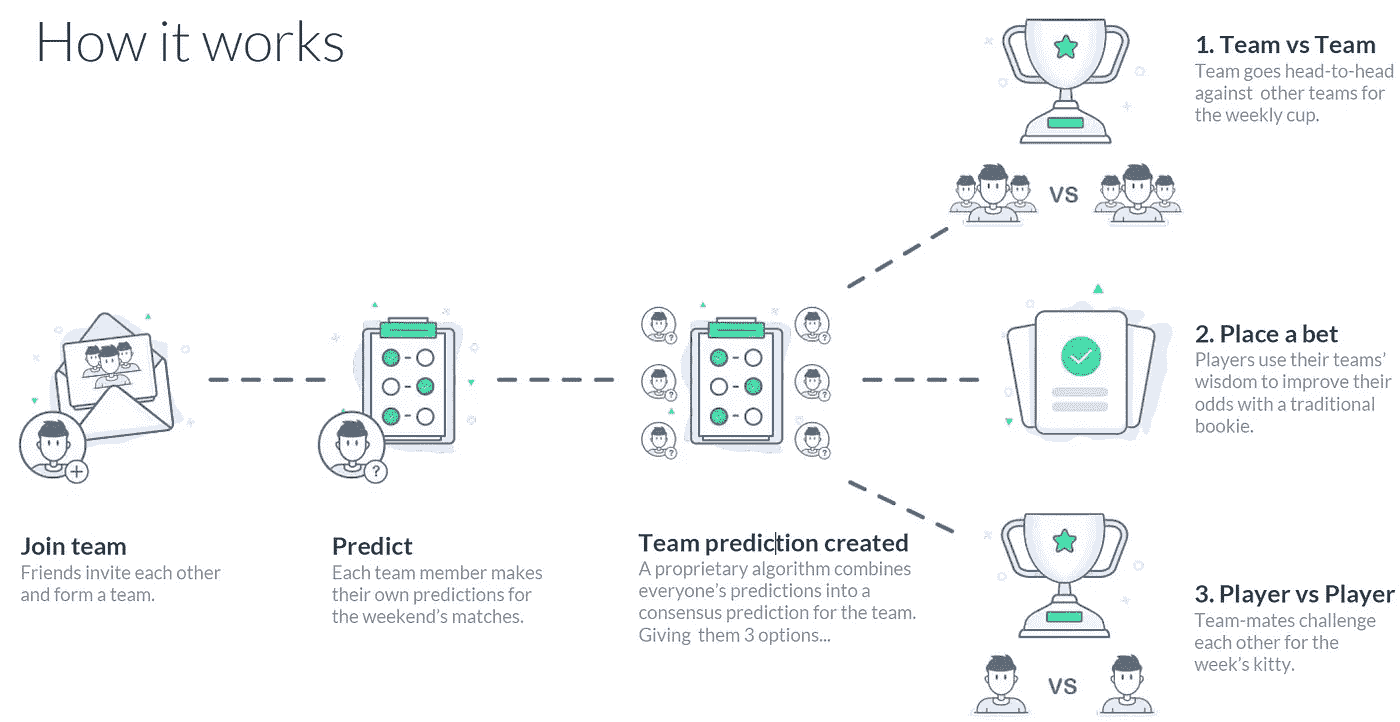 How it works
Join team
Friends invite each other
and form a team.
Predict
Each team member makes
their own predictions for
the weekend's matches.
Team prediction created
A proprietary algorithm combines
everyone's predictions into a
consensus prediction for the team.
Giving them 3 options...
1. Team vs Team
Team goes head-to-head
against other teams for
the weekly cup.
VS
2. Place a bet
Players use their teams'
wisdom to improve their
odds with a traditional
bookie.
3. Player vs Player
Team-mates challenge
each other for the
week's kitty.
VS